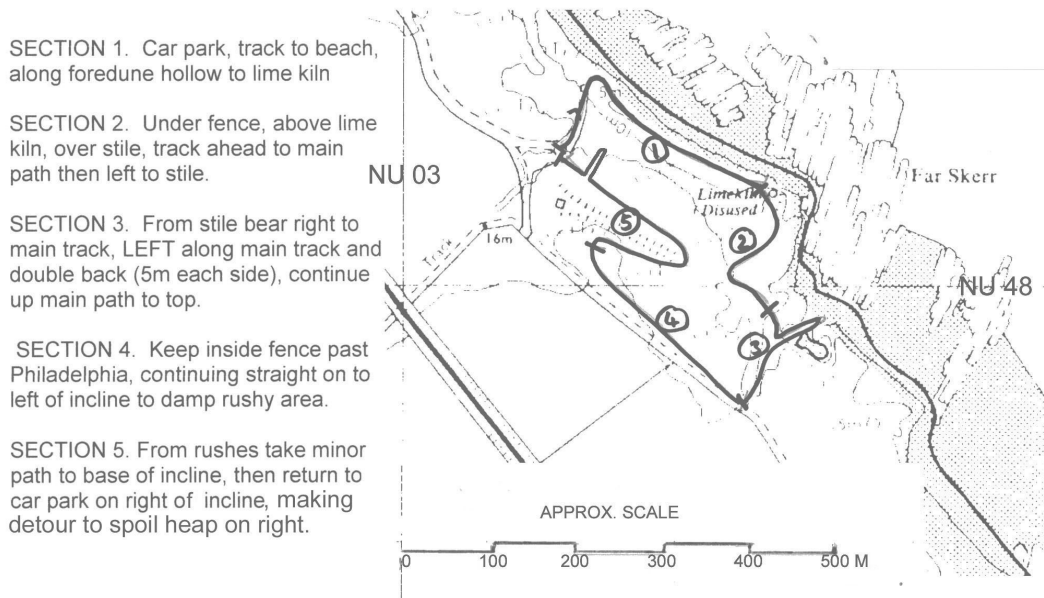 SECTION 1. Car park, track to beach,
along foredune hollow to lime kiln
SECTION 2. Under fence, above lime
kiln, over stile, track ahead to main
path then left to stile.
SECTION 3. From stile bear right to
main track, LEFT along main track and
double back (5m each side), continue
up main path to top.
SECTION 4. Keep inside fence past
Philadelphia, continuing straight on to
left of incline to damp rushy area.
SECTION 5. From rushes take minor
path to base of incline, then return to
car park on right of incline, making
detour to spoil heap on right.
NU 03
10m
1
Far Skerr
Limekiln
Disused
5
2
16m
Track
NU 48
4
3
APPROX. SCALE
0 100 200 300 400 500 M